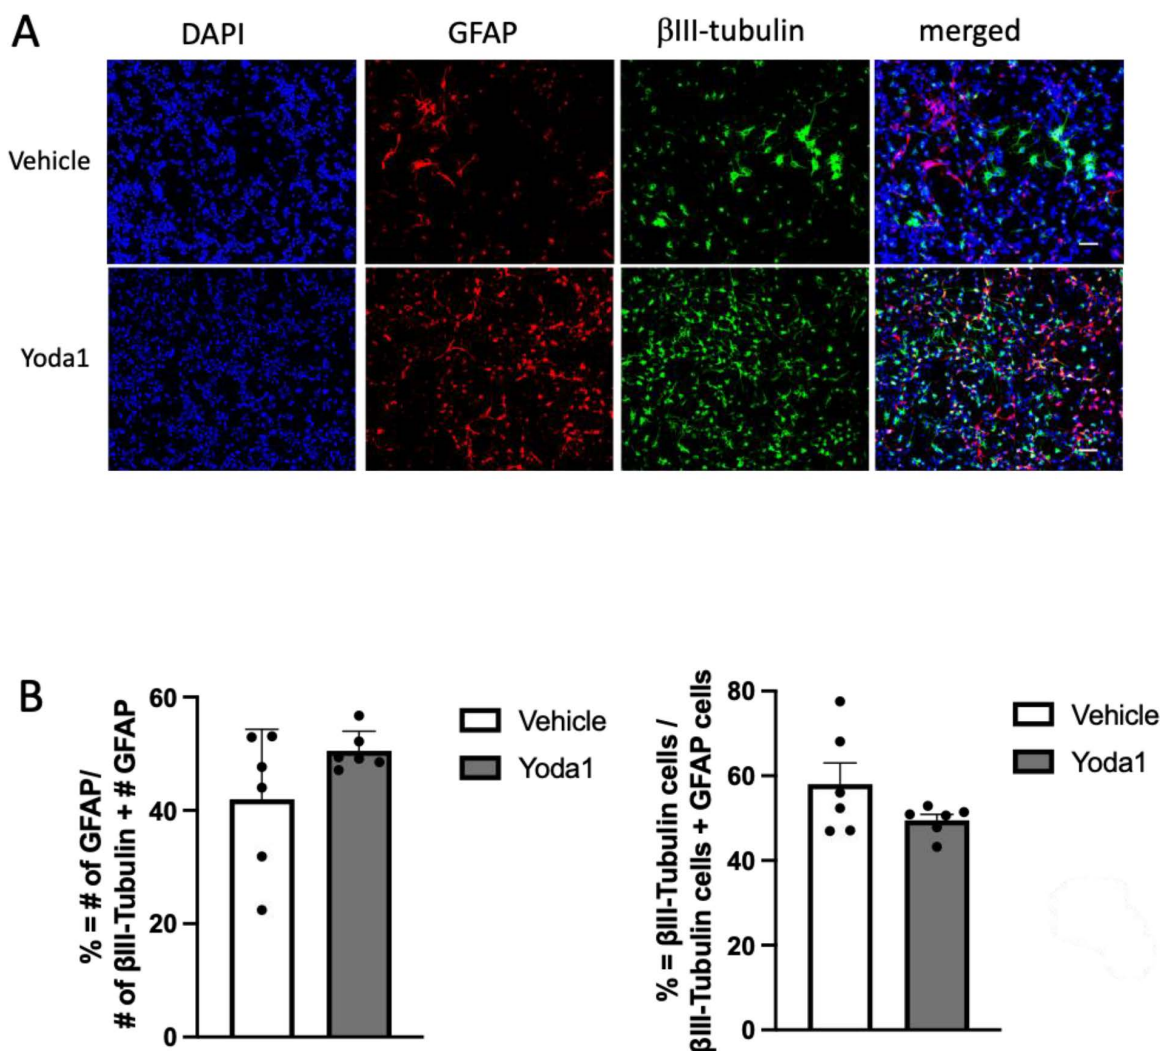 A
DAPI
GFAP
βIII-tubulin
merged
Vehicle
Yoda1
B
% = # of GFAP/
# of βIII-Tubulin + # GFAP
60
40
20
0
Vehicle
Yoda1
% = βIII-Tubulin cells /
βIII-Tubulin cells + GFAP cells
80
60
40
20
0
Vehicle
Yoda1